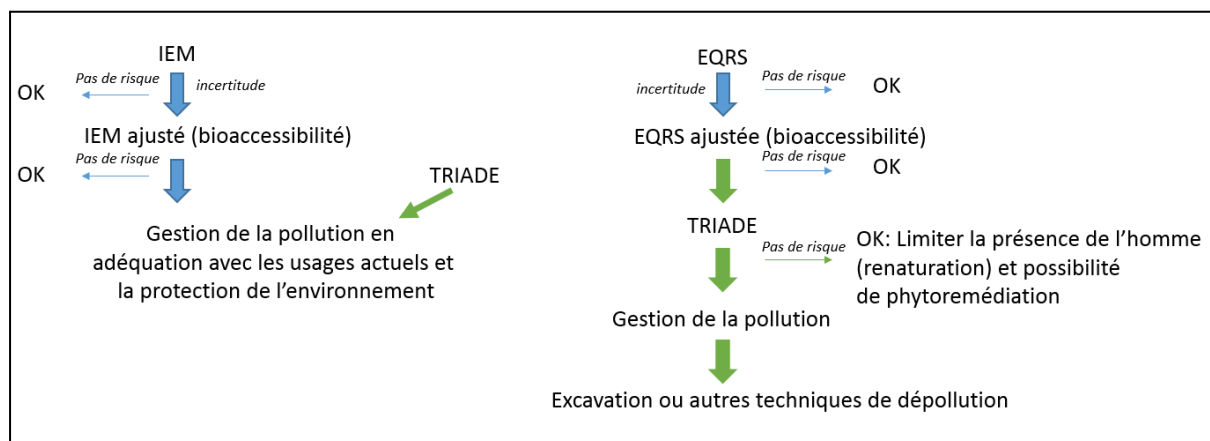 IEM
Pas de risque
incertitude
OK
IEM ajusté (bioaccessibilité)
Pas de risque
OK
TRIADE
Gestion de la pollution en
adéquation avec les usages actuels et
la protection de l'environnement
EQRS
incertitude
Pas de risque
OK
EQRS ajustée (bioaccessibilité)
Pas de risque
OK
TRIADE
Pas de risque
OK: Limiter la présence de l'homme
(renaturation) et possibilité
de phytoremédiation
Gestion de la pollution
Excavation ou autres techniques de dépollution